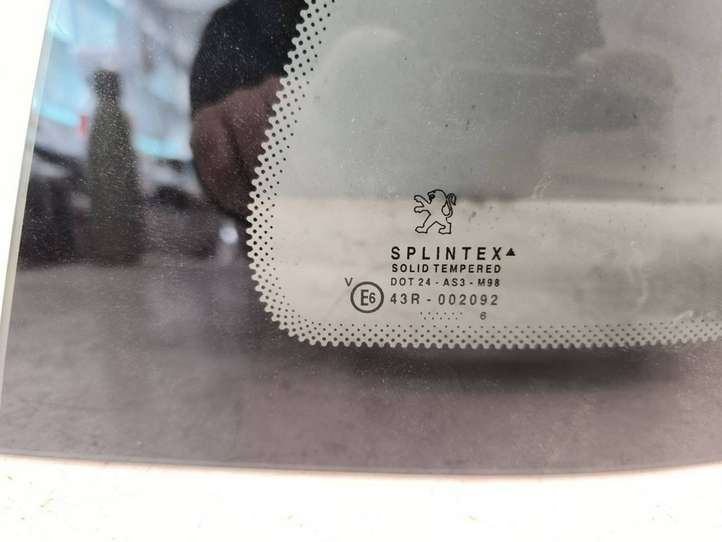 SPLINTEX
SOLID TEMPERED
DOT 24 - AS3 - M98
V E6 43R - 002092
...... 6